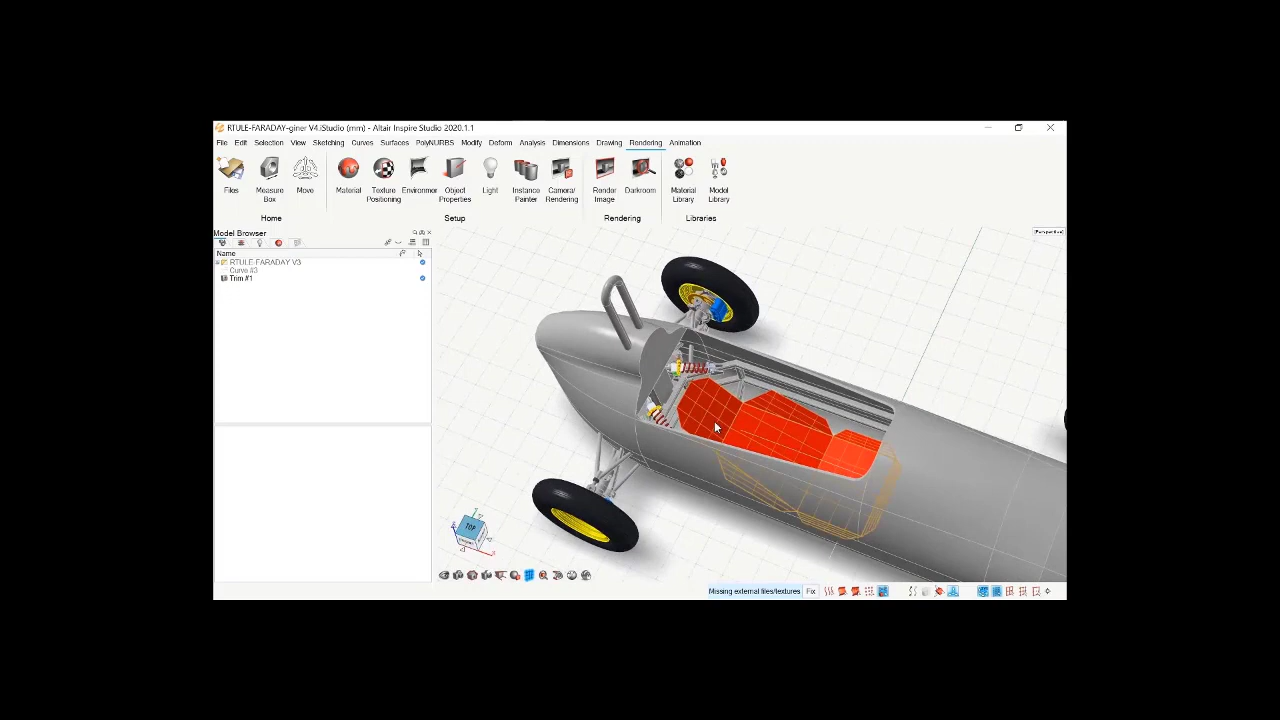 RTULE-FARADAY-giner V4.iStudio (mm) - Altair Inspire Studio 2020.1.1
File Edit Selection View Sketching Curves Surfaces PolyNURBS Modify Deform Analysis Dimensions Drawing Rendering Animation
Files Measure Box Move Material Texture Positioning Environmen Object Properties Light Instance Painter Camera/ Rendering Render Image Darkroom Material Library Model Library
Home Setup Rendering Libraries
Model Browser
[Perspective]
Name
RTULE-FARADAY V3
Curve #3
Trim #1
TOP
Missing external files/textures Fix